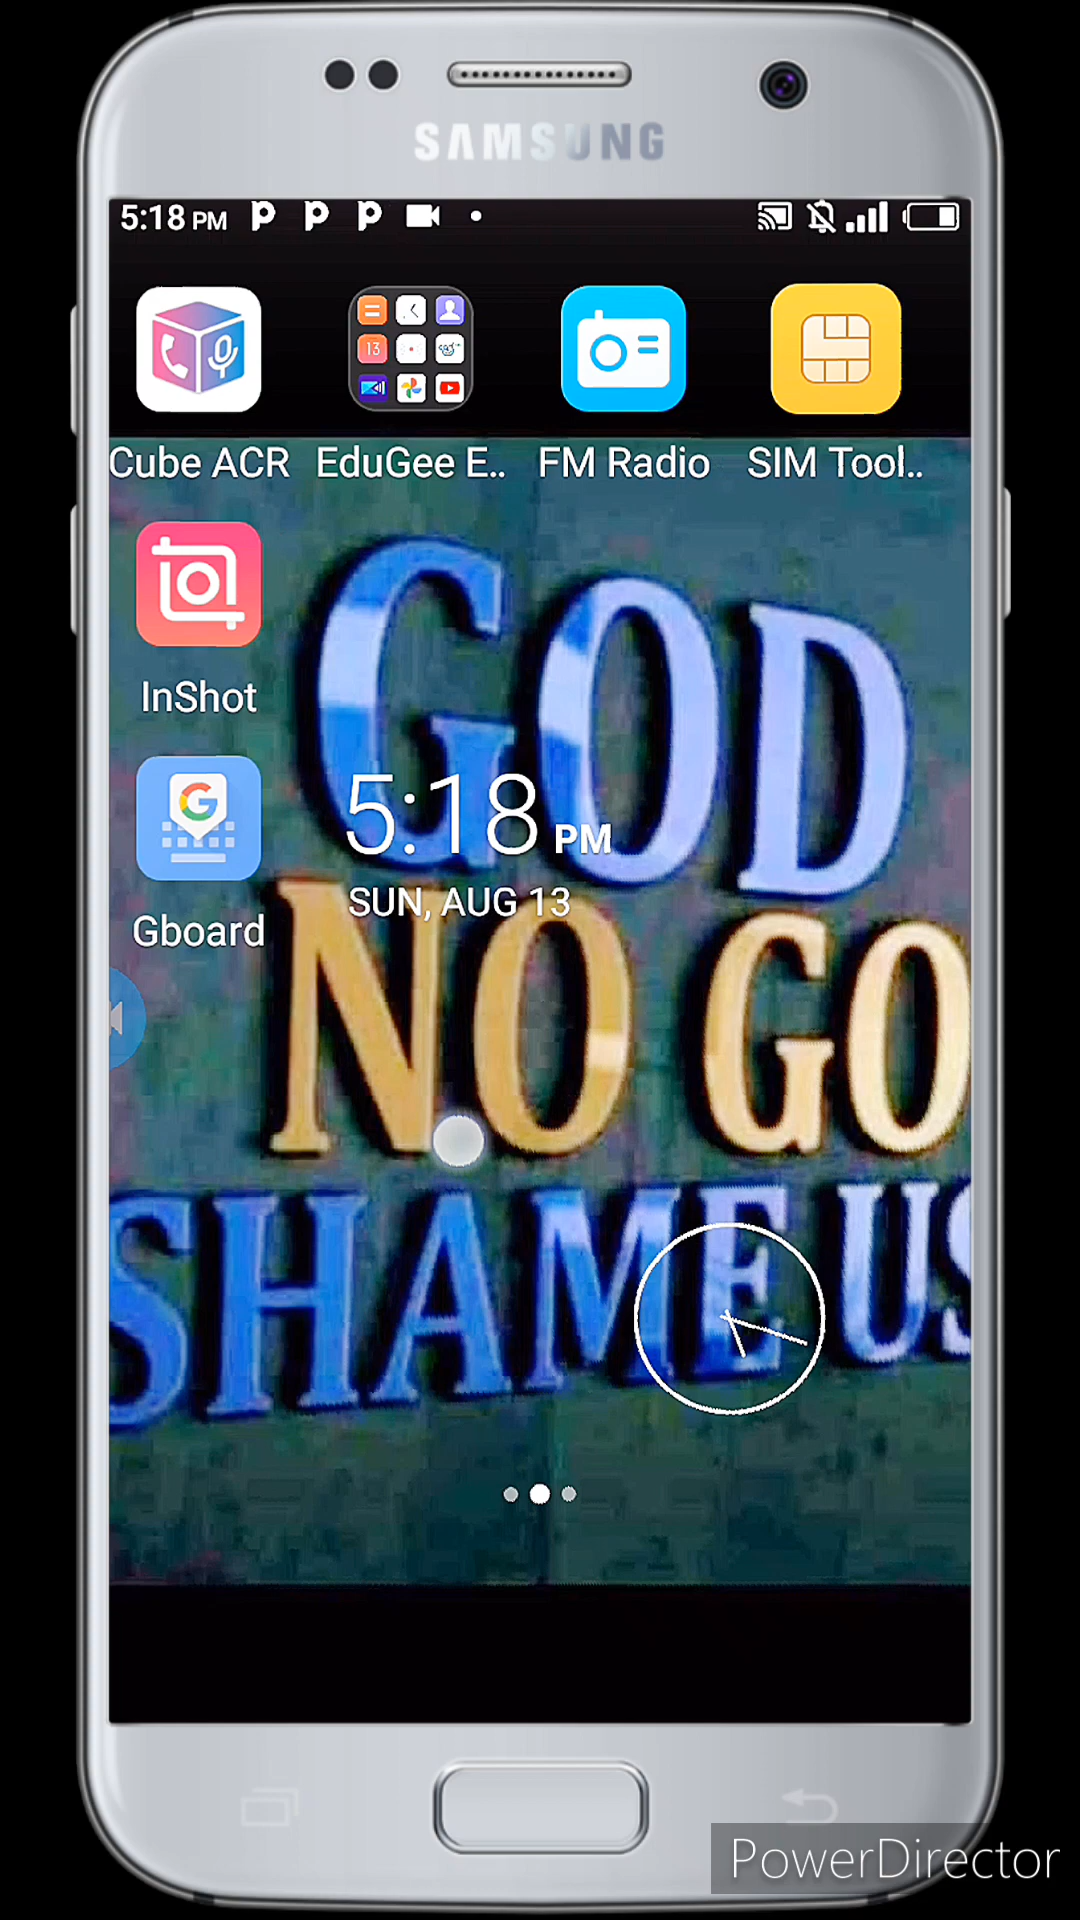 SAMSUNG
5:18 PM
Cube ACR EduGee E.. FM Radio SIM Tool..
13
InShot
GOD
5:18 PM
SUN, AUG 13
Gboard
NO GO
SHAME US
PowerDirector